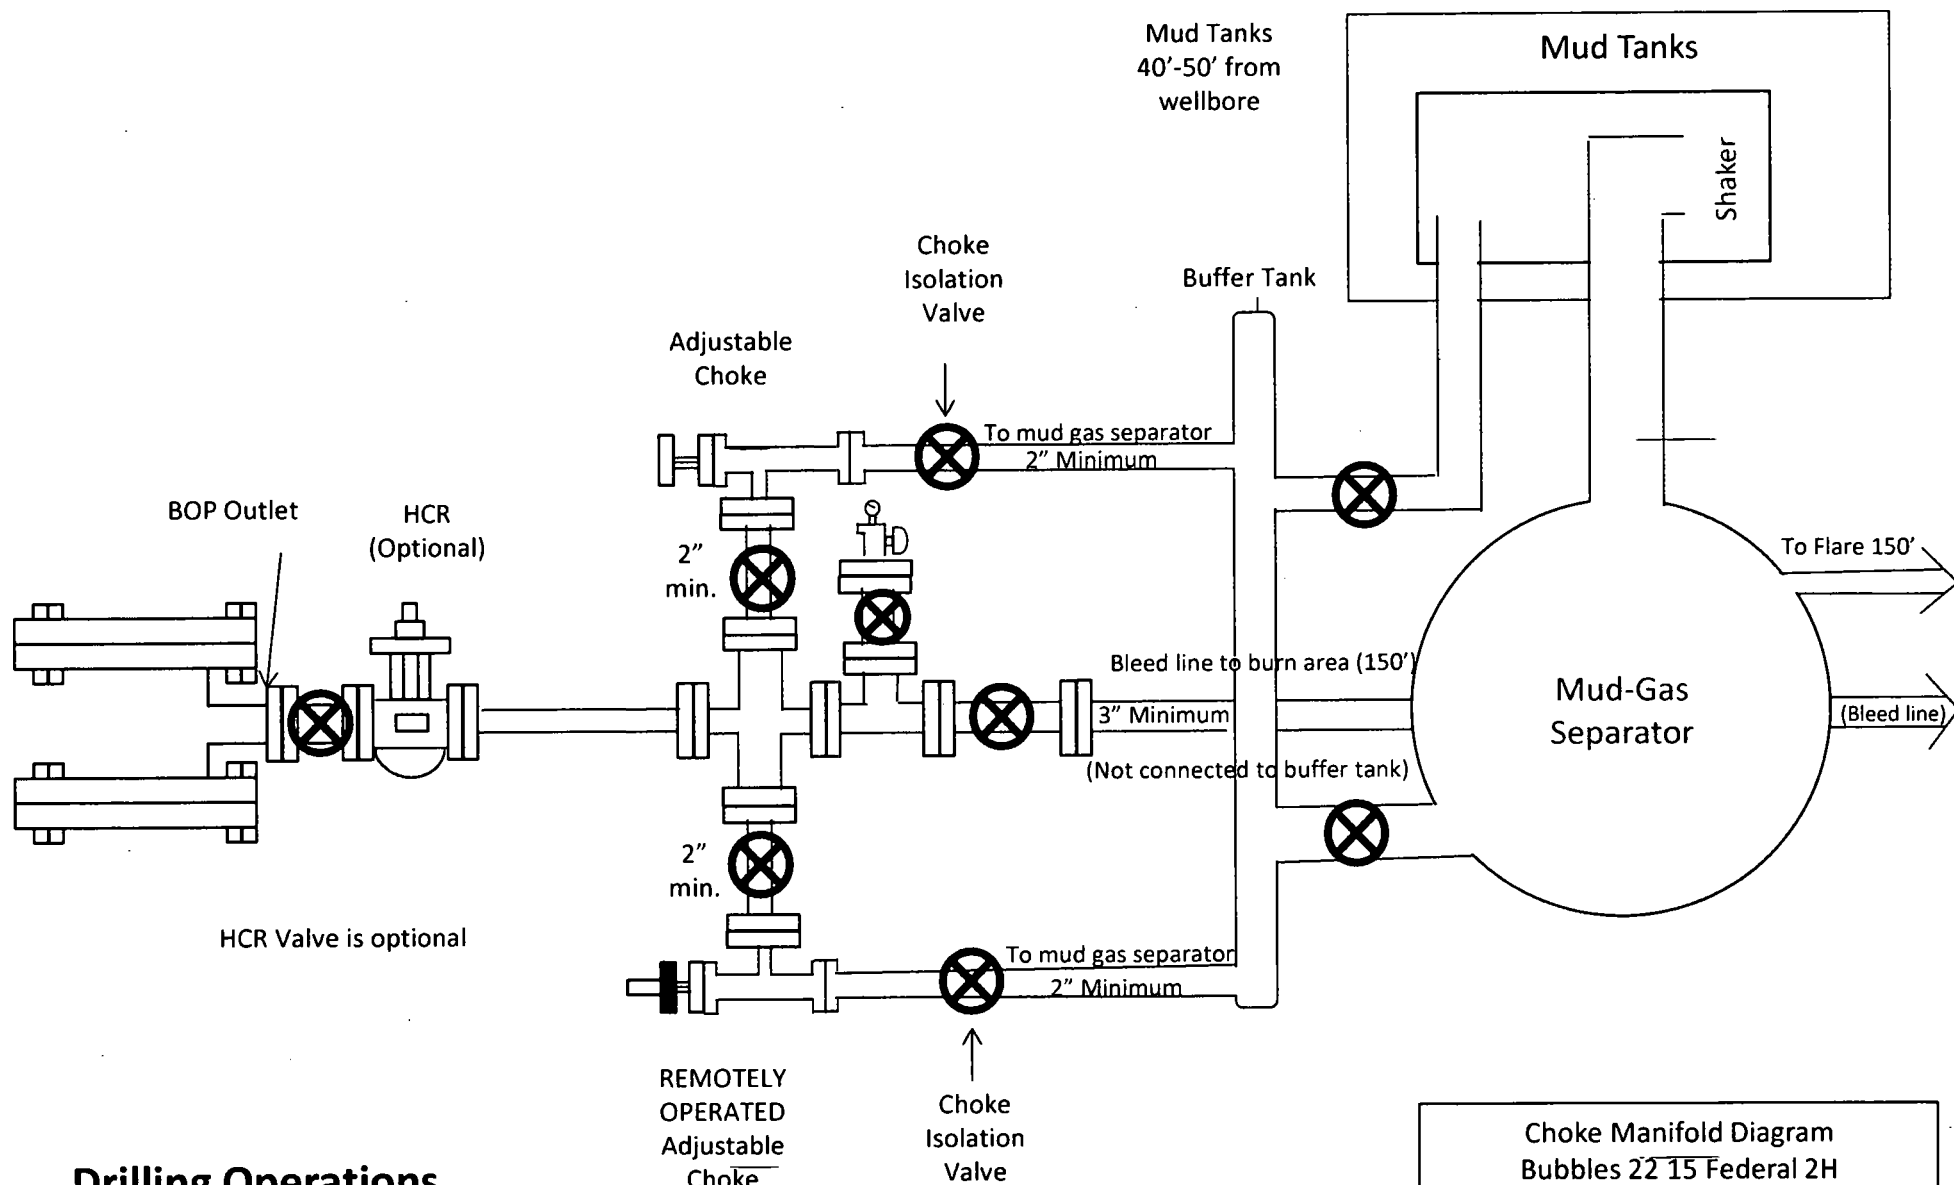 Mud Tanks
40'-50' from
wellbore
Mud Tanks
Shaker
Choke
Isolation
Valve
Buffer Tank
Adjustable
Choke
To mud gas separator
2" Minimum
BOP Outlet
HCR
(Optional)
2"
min.
To Flare 150'
Bleed line to burn area (150')
3" Minimum
(Not connected to buffer tank)
Mud-Gas
Separator
(Bleed line)
2"
min.
HCR Valve is optional
To mud gas separator
2" Minimum
REMOTELY
OPERATED
Adjustable
Choke
Choke
Isolation
Valve
Choke Manifold Diagram
Bubbles 22 15 Federal 2H
Drilling Operations